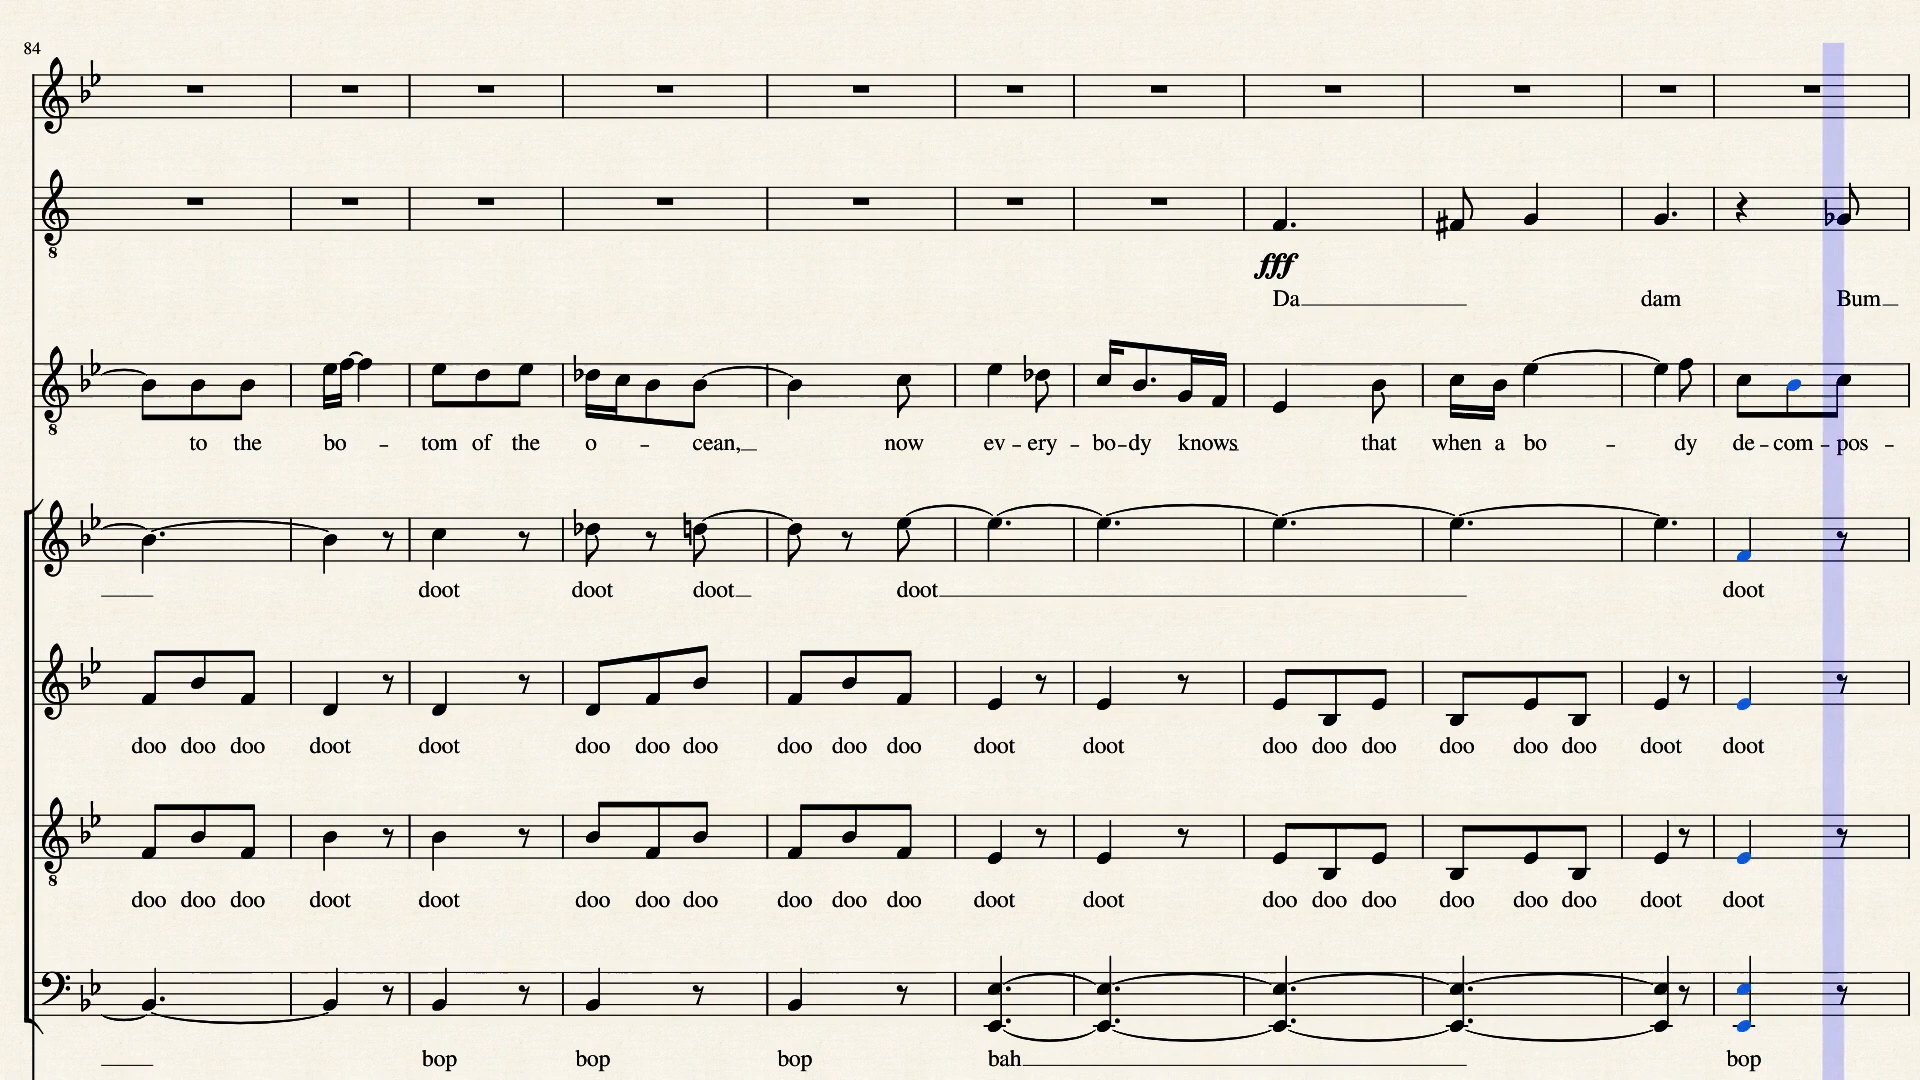 84
fff
Da dam Bum
to the bo - tom of the o - cean, now ev - ery - bo - dy knows that when a bo - dy de - com - pos -
doot doot doot doot doot
doo doo doo doot doot doo doo doo doo doo doo doot doot doo doo doo doo doo doo doot doot
doo doo doo doot doot doo doo doo doo doo doo doot doot doo doo doo doo doo doo doot doot
bop bop bop bah bop